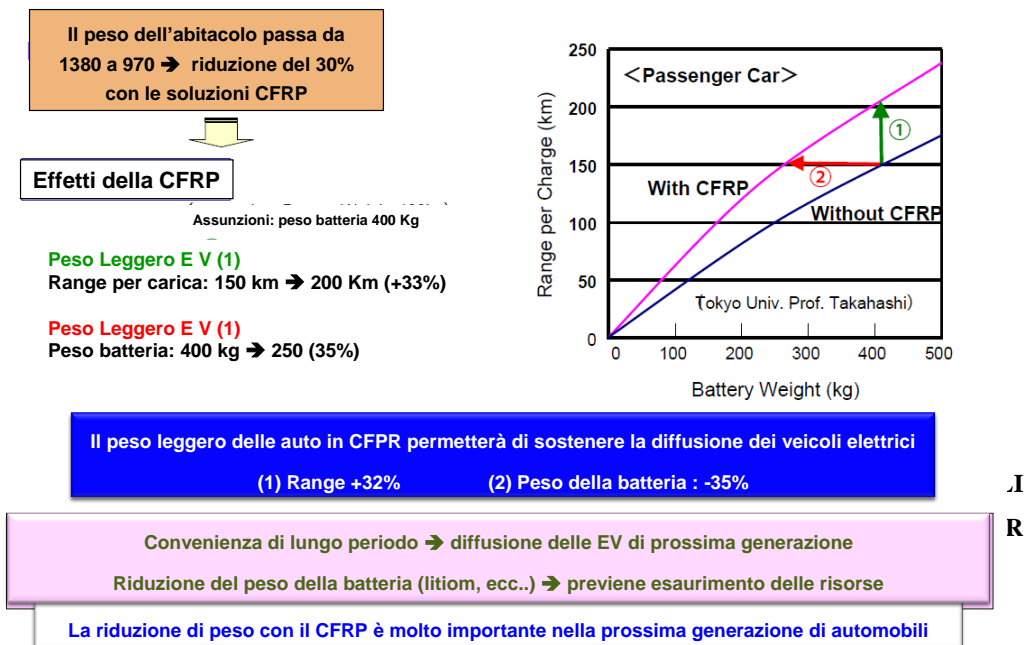 Il peso dell'abitacolo passa da
1380 a 970 ➔ riduzione del 30%
con le soluzioni CFRP
Effetti della CFRP
Assunzioni: peso batteria 400 Kg
Peso Leggero E V (1)
Range per carica: 150 km ➔ 200 Km (+33%)
Peso Leggero E V (1)
Peso batteria: 400 kg ➔ 250 (35%)
250
200
150
100
50
0
Range per Charge (km)
<Passenger Car>
①
②
With CFRP
Without CFRP
Tokyo Univ. Prof. Takahashi)
0 100 200 300 400 500
Battery Weight (kg)
Il peso leggero delle auto in CFPR permetterà di sostenere la diffusione dei veicoli elettrici
(1) Range +32% (2) Peso della batteria : -35%
LI
R
Convenienza di lungo periodo ➔ diffusione delle EV di prossima generazione
Riduzione del peso della batteria (litiom, ecc..) ➔ previene esaurimento delle risorse
La riduzione di peso con il CFRP è molto importante nella prossima generazione di automobili